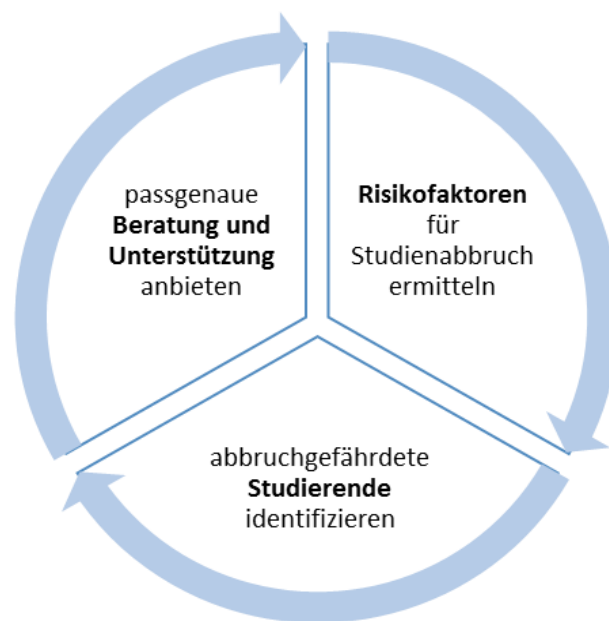 passgenaue
Beratung und
Unterstützung
anbieten
Risikofaktoren
für
Studienabbruch
ermitteln
abbruchgefährdete
Studierende
identifizieren